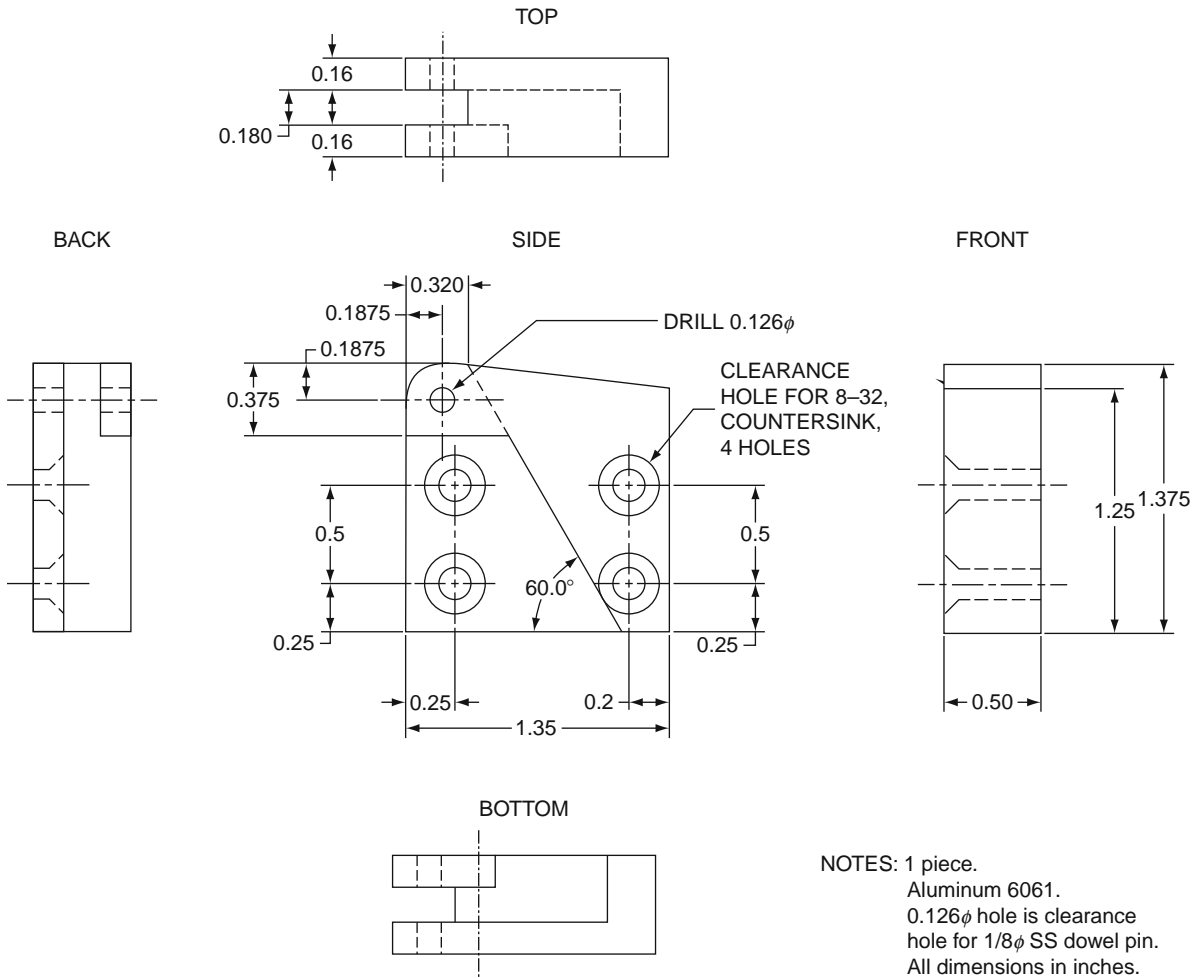 TOP
0.16
0.180
0.16
BACK
SIDE
FRONT
0.320
0.1875
DRILL 0.126ϕ
0.1875
0.375
CLEARANCE
HOLE FOR 8–32,
COUNTERSINK,
4 HOLES
0.5
0.5
60.0°
0.25
0.25
1.25
1.375
0.25
0.2
0.50
1.35
BOTTOM
NOTES: 1 piece.
Aluminum 6061.
0.126ϕ hole is clearance
hole for 1/8ϕ SS dowel pin.
All dimensions in inches.